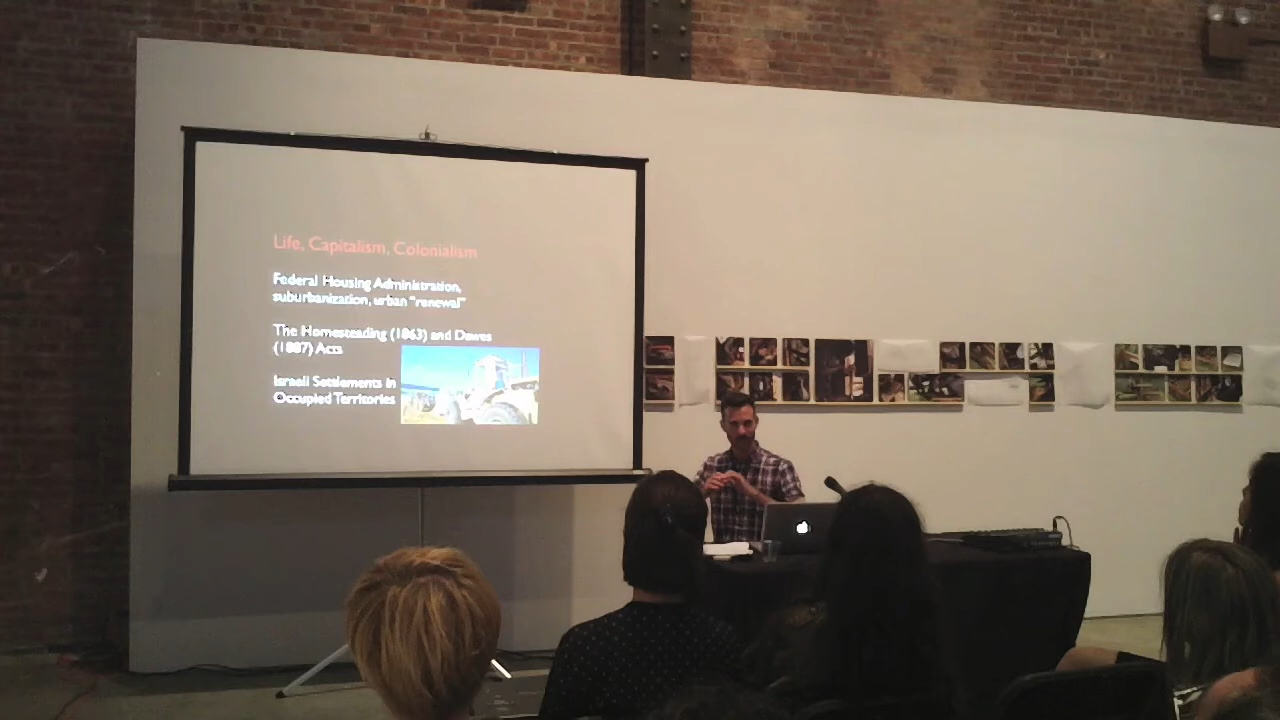 Life, Capitalism, Colonialism
Federal Housing Administration,
suburbanization, urban "renewal"
The Homesteading (1863) and Dawes
(1887) Acts
Israeli Settlements in
Occupied Territories